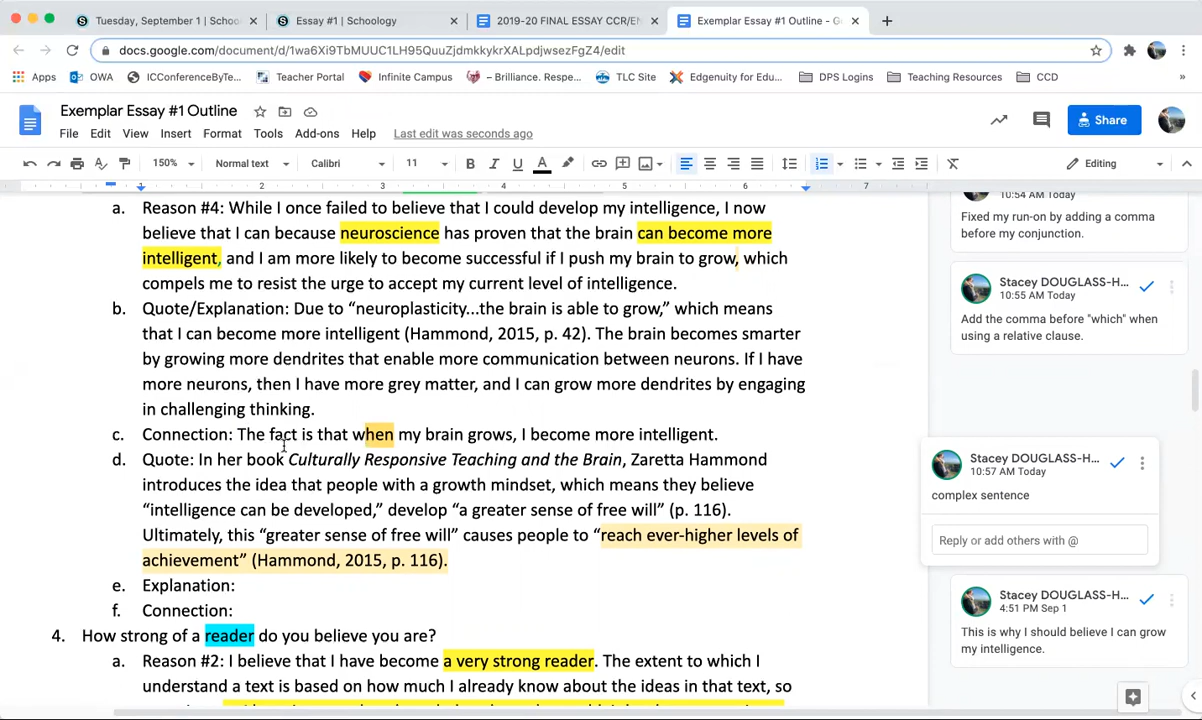 Tuesday, September 1 | School
Essay #1 | Schoology
2019-20 FINAL ESSAY CCR/EN
Exemplar Essay #1 Outline - G
docs.google.com/document/d/1wa6Xi9TbMUUC1LH95QuuZjdmkkykrXALpdjwsezFgZ4/edit
Apps
OWA
ICConferenceByTe...
Teacher Portal
Infinite Campus
~ Brilliance. Respe...
TLC Site
Edgenuity for Edu...
DPS Logins
Teaching Resources
CCD
»
Exemplar Essay #1 Outline
File Edit View Insert Format Tools Add-ons Help
Last edit was seconds ago
Share
150%
Normal text
Calibri
11
B I U A
Editing
2 3 4 5 6 7
a. Reason #4: While I once failed to believe that I could develop my intelligence, I now
believe that I can because neuroscience has proven that the brain can become more
intelligent, and I am more likely to become successful if I push my brain to grow, which
compels me to resist the urge to accept my current level of intelligence.
b. Quote/Explanation: Due to “neuroplasticity...the brain is able to grow,” which means
that I can become more intelligent (Hammond, 2015, p. 42). The brain becomes smarter
by growing more dendrites that enable more communication between neurons. If I have
more neurons, then I have more grey matter, and I can grow more dendrites by engaging
in challenging thinking.
c. Connection: The fact is that when my brain grows, I become more intelligent.
d. Quote: In her book Culturally Responsive Teaching and the Brain, Zaretta Hammond
introduces the idea that people with a growth mindset, which means they believe
“intelligence can be developed,” develop “a greater sense of free will” (p. 116).
Ultimately, this “greater sense of free will” causes people to “reach ever-higher levels of
achievement” (Hammond, 2015, p. 116).
e. Explanation:
f. Connection:
4. How strong of a reader do you believe you are?
a. Reason #2: I believe that I have become a very strong reader. The extent to which I
understand a text is based on how much I already know about the ideas in that text, so
10:54 AM Today
Fixed my run-on by adding a comma
before my conjunction.
Stacey DOUGLASS-H...
10:55 AM Today
Add the comma before "which" when
using a relative clause.
Stacey DOUGLASS-H...
10:57 AM Today
complex sentence
Reply or add others with @
Stacey DOUGLASS-H...
4:51 PM Sep 1
This is why I should believe I can grow
my intelligence.